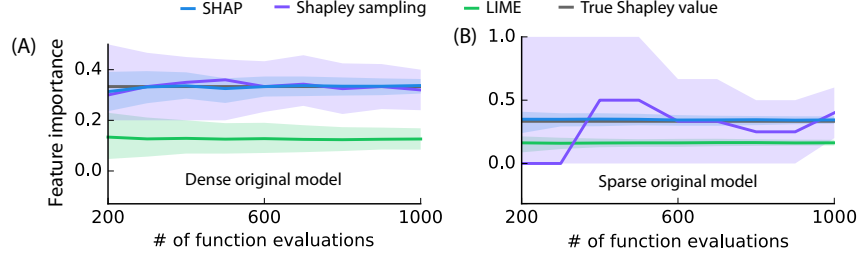 SHAP Shapley sampling LIME True Shapley value
(A)
Feature importance
0.4
0.2
0.0
Dense original model
200 600 1000
# of function evaluations
(B)
1.0
0.5
0.0
Sparse original model
200 600 1000
# of function evaluations